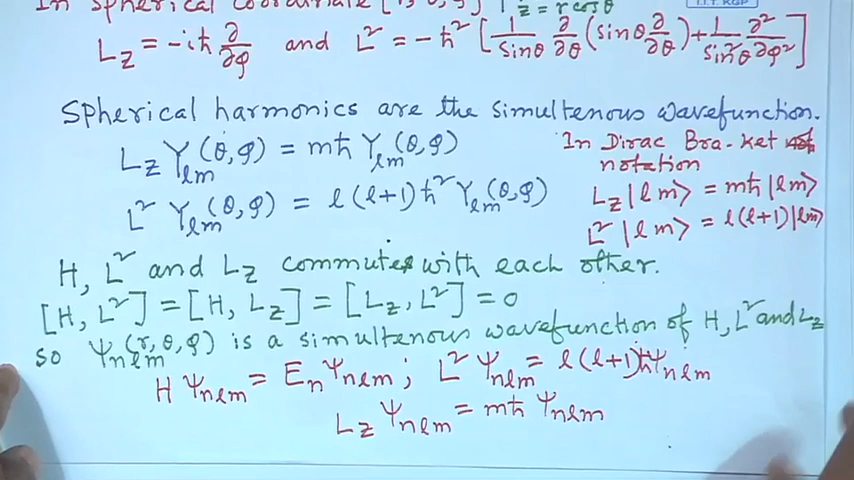 In spherical coordinate
z = rcosθ
I.I.T. KGP
L_z = -iħ ∂/∂φ and L² = -ħ² [1/sinθ ∂/∂θ (sinθ ∂/∂θ) + 1/sin²θ ∂²/∂φ²]
Spherical harmonics are the simultenous wavefunction.
L_z Y_lm (θ,φ) = mħ Y_lm (θ,φ)
L² Y_lm (θ,φ) = l(l+1)ħ² Y_lm (θ,φ)
In Dirac Bra-ket
notation
L_z |lm> = mħ |lm>
L² |lm> = l(l+1)|lm>
H, L² and L_z commutes with each other.
[H, L²] = [H, L_z] = [L_z, L²] = 0
so Ψ_nlm (r,θ,φ) is a simultenous wavefunction of H, L² and L_z
H Ψ_nlm = E_n Ψ_nlm ; L² Ψ_nlm = l(l+1)ħ²Ψ_nlm
L_z Ψ_nlm = mħ Ψ_nlm